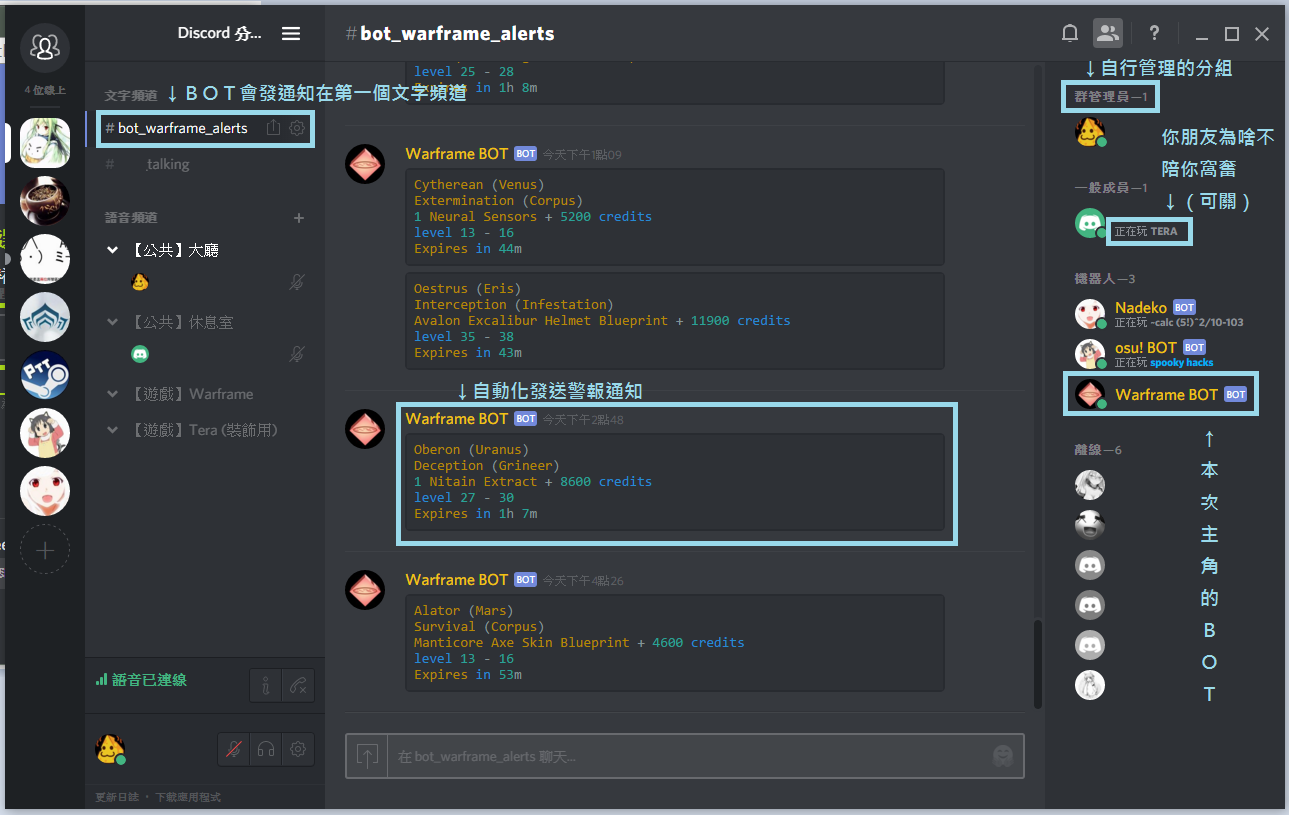 4 位線上
PTT
Discord 分...
文字頻道
↓ＢＯＴ會發通知在第一個文字頻道
# bot_warframe_alerts
# _talking
語音頻道
【公共】大廳
【公共】休息室
【遊戲】Warframe
【遊戲】Tera (裝飾用)
語音已連線
更新日誌 · 下載應用程式
#bot_warframe_alerts
level 25 - 28
Expires in 1h 8m
Warframe BOT BOT 今天下午1點09
Cytherean (Venus)
Extermination (Corpus)
1 Neural Sensors + 5200 credits
level 13 - 16
Expires in 44m
Oestrus (Eris)
Interception (Infestation)
Avalon Excalibur Helmet Blueprint + 11900 credits
level 35 - 38
Expires in 43m
↓自動化發送警報通知
Warframe BOT BOT 今天下午2點48
Oberon (Uranus)
Deception (Grineer)
1 Nitain Extract + 8600 credits
level 27 - 30
Expires in 1h 7m
Warframe BOT BOT 今天下午4點26
Alator (Mars)
Survival (Corpus)
Manticore Axe Skin Blueprint + 4600 credits
level 13 - 16
Expires in 53m
在 bot_warframe_alerts 聊天...
?
↓自行管理的分組
群管理員—1
你朋友為啥不
陪你窩奮
↓（可關）
一般成員—1
正在玩 TERA
機器人—3
Nadeko BOT
正在玩 -calc (5!)^2/10-103
osu! BOT BOT
正在玩 spooky hacks
Warframe BOT BOT
離線—6
↑
本
次
主
角
的
B
O
T